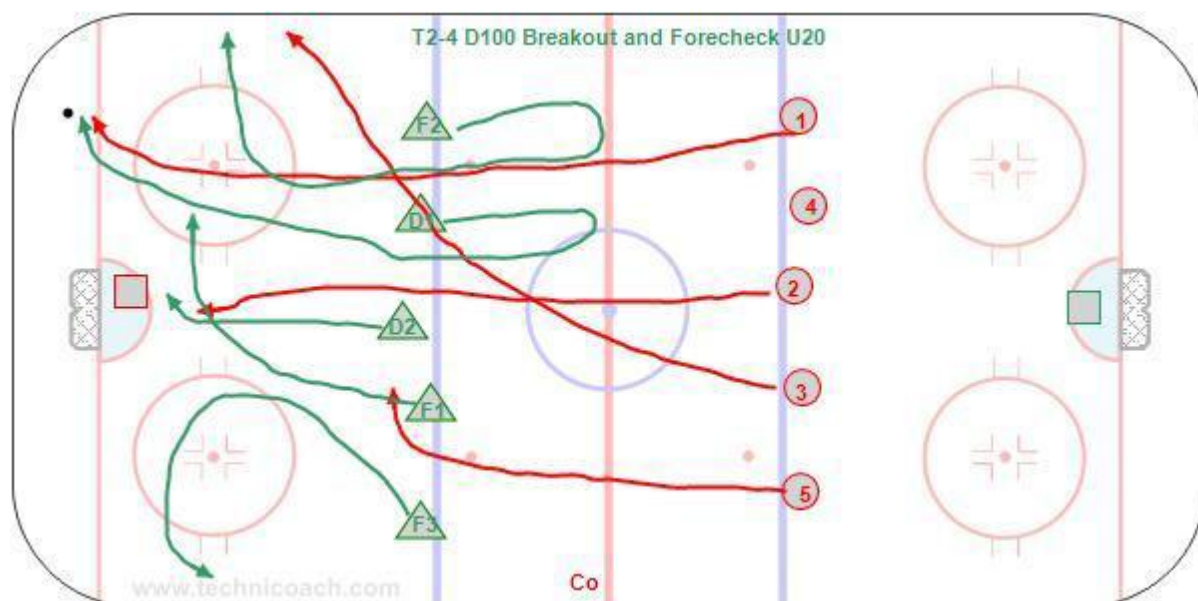 T2-4 D100 Breakout and Forecheck U20
F2
1
D1
4
2
D2
3
F1
5
F3
Co
www.technicoach.com